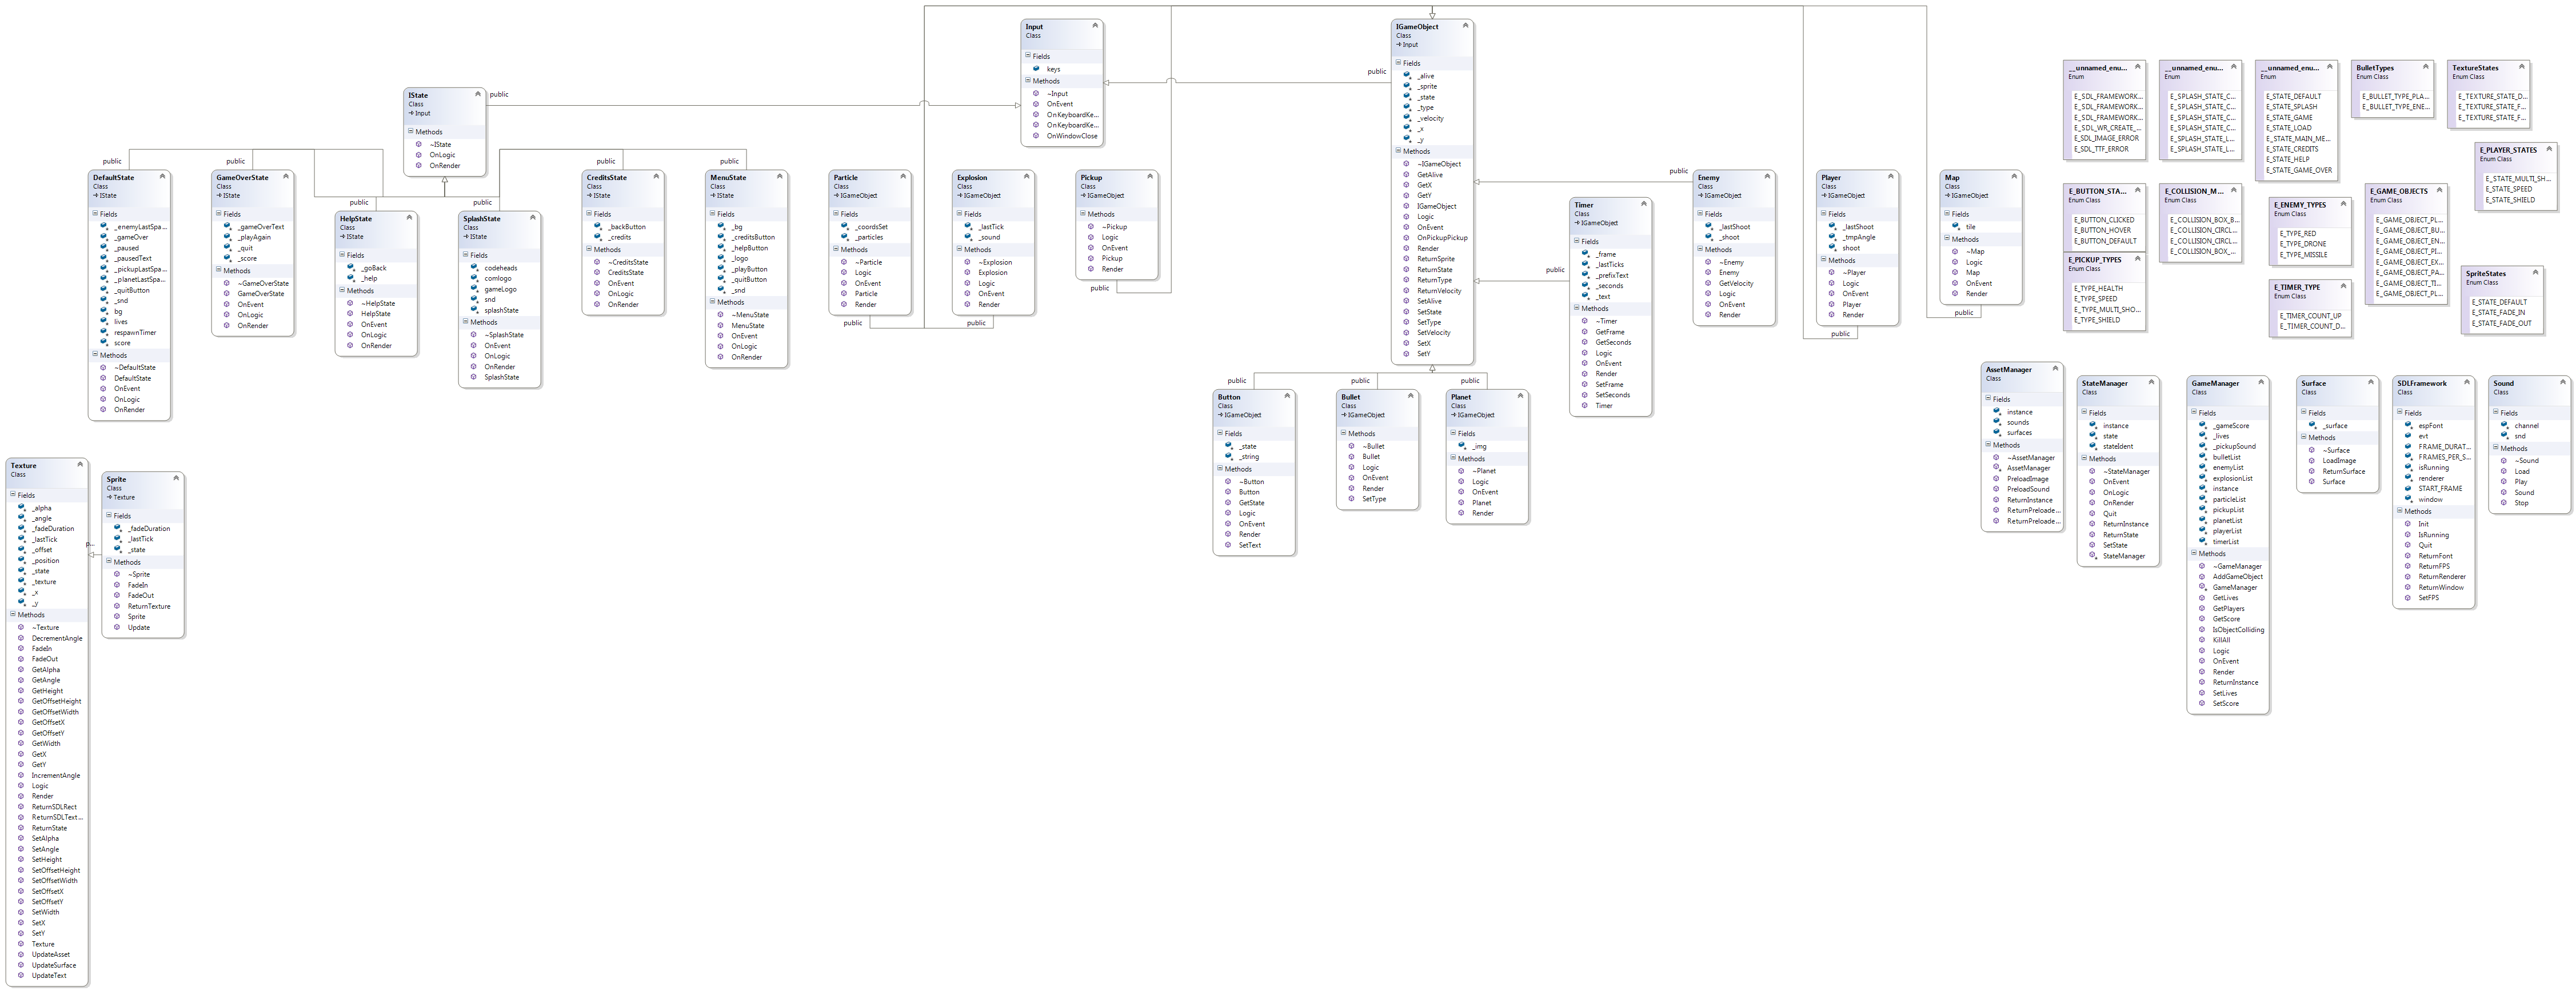 Input
Class
Fields
keys
Methods
~Input
OnEvent
OnKeyboardKe...
OnKeyboardKe...
OnWindowClose
public
IGameObject
Class
Input
Fields
_alive
_sprite
_state
_type
_velocity
_x
_y
Methods
~IGameObject
GetAlive
GetX
GetY
IGameObject
Logic
OnEvent
OnPickupPickup
Render
ReturnSprite
ReturnState
ReturnType
ReturnVelocity
SetAlive
SetState
SetType
SetVelocity
SetX
SetY
IState
Class
Input
Methods
~IState
OnLogic
OnRender
public
public
DefaultState
Class
IState
Fields
_enemyLastSpa...
_gameOver
_paused
_pausedText
_pickupLastSpa...
_planetLastSpa...
_quitButton
_snd
bg
lives
respawnTimer
score
Methods
~DefaultState
DefaultState
OnEvent
OnLogic
OnRender
public
GameOverState
Class
IState
Fields
_gameOverText
_playAgain
_quit
_score
Methods
~GameOverState
GameOverState
OnEvent
OnLogic
OnRender
public
HelpState
Class
IState
Fields
_goBack
_help
Methods
~HelpState
HelpState
OnEvent
OnLogic
OnRender
public
SplashState
Class
IState
Fields
codeheads
comlogo
gameLogo
snd
splashState
Methods
~SplashState
OnEvent
OnLogic
OnRender
SplashState
public
CreditsState
Class
IState
Fields
_backButton
_credits
Methods
~CreditsState
CreditsState
OnEvent
OnLogic
OnRender
public
MenuState
Class
IState
Fields
_bg
_creditsButton
_helpButton
_logo
_playButton
_quitButton
_snd
Methods
~MenuState
MenuState
OnEvent
OnLogic
OnRender
Particle
Class
IGameObject
Fields
_coordsSet
_particles
Methods
~Particle
Logic
OnEvent
Particle
Render
public
Explosion
Class
IGameObject
Fields
_lastTick
_sound
Methods
~Explosion
Explosion
Logic
OnEvent
Render
public
Pickup
Class
IGameObject
Methods
~Pickup
Logic
OnEvent
Pickup
Render
public
public
Timer
Class
IGameObject
Fields
_frame
_lastTicks
_prefixText
_seconds
_text
Methods
~Timer
GetFrame
GetSeconds
Logic
OnEvent
Render
SetFrame
SetSeconds
Timer
public
Enemy
Class
IGameObject
Fields
_lastShoot
_shoot
Methods
~Enemy
Enemy
GetVelocity
Logic
OnEvent
Render
Player
Class
IGameObject
Fields
_lastShoot
_tmpAngle
shoot
Methods
~Player
Logic
OnEvent
Player
Render
public
Map
Class
IGameObject
Fields
tile
Methods
~Map
Logic
Map
OnEvent
Render
public
public
Button
Class
IGameObject
Fields
_state
_string
Methods
~Button
Button
GetState
Logic
OnEvent
Render
SetText
public
Bullet
Class
IGameObject
Methods
~Bullet
Bullet
Logic
OnEvent
Render
SetType
public
Planet
Class
IGameObject
Fields
_img
Methods
~Planet
Logic
OnEvent
Planet
Render
__unnamed_enu...
Enum
E_SDL_FRAMEWORK...
E_SDL_FRAMEWORK...
E_SDL_FRAMEWORK...
E_SDL_WR_CREATE_...
E_SDL_IMAGE_ERROR
E_SDL_TTF_ERROR
__unnamed_enu...
Enum
E_SPLASH_STATE_C...
E_SPLASH_STATE_C...
E_SPLASH_STATE_C...
E_SPLASH_STATE_C...
E_SPLASH_STATE_L...
E_SPLASH_STATE_L...
__unnamed_enu...
Enum
E_STATE_DEFAULT
E_STATE_SPLASH
E_STATE_GAME
E_STATE_LOAD
E_STATE_MAIN_ME...
E_STATE_CREDITS
E_STATE_HELP
E_STATE_GAME_OVER
BulletTypes
Enum Class
E_BULLET_TYPE_PLA...
E_BULLET_TYPE_ENE...
TextureStates
Enum Class
E_TEXTURE_STATE_D...
E_TEXTURE_STATE_F...
E_TEXTURE_STATE_F...
E_PLAYER_STATES
Enum Class
E_STATE_MULTI_SH...
E_STATE_SPEED
E_STATE_SHIELD
E_BUTTON_STA...
Enum Class
E_BUTTON_CLICKED
E_BUTTON_HOVER
E_BUTTON_DEFAULT
E_PICKUP_TYPES
Enum Class
E_TYPE_HEALTH
E_TYPE_SPEED
E_TYPE_MULTI_SHO...
E_TYPE_SHIELD
E_COLLISION_M...
Enum Class
E_COLLISION_BOX_B...
E_COLLISION_CIRCL...
E_COLLISION_CIRCL...
E_COLLISION_BOX_...
E_ENEMY_TYPES
Enum Class
E_TYPE_RED
E_TYPE_DRONE
E_TYPE_MISSILE
E_TIMER_TYPE
Enum Class
E_TIMER_COUNT_UP
E_TIMER_COUNT_D...
E_GAME_OBJECTS
Enum Class
E_GAME_OBJECT_PL...
E_GAME_OBJECT_BU...
E_GAME_OBJECT_EN...
E_GAME_OBJECT_PI...
E_GAME_OBJECT_EX...
E_GAME_OBJECT_PA...
E_GAME_OBJECT_TI...
E_GAME_OBJECT_PL...
SpriteStates
Enum Class
E_STATE_DEFAULT
E_STATE_FADE_IN
E_STATE_FADE_OUT
AssetManager
Class
Fields
instance
sounds
surfaces
Methods
~AssetManager
AssetManager
PreloadImage
PreloadSound
ReturnInstance
ReturnPreloade...
ReturnPreloade...
StateManager
Class
Fields
instance
state
stateIdent
Methods
~StateManager
OnEvent
OnLogic
OnRender
Quit
ReturnInstance
ReturnState
SetState
StateManager
GameManager
Class
Fields
_gameScore
_lives
_pickupSound
bulletList
enemyList
explosionList
instance
particleList
pickupList
planetList
playerList
timerList
Methods
~GameManager
AddGameObject
GameManager
GetLives
GetPlayers
GetScore
IsObjectColliding
KillAll
Logic
OnEvent
Render
ReturnInstance
SetLives
SetScore
Surface
Class
Fields
_surface
Methods
~Surface
LoadImage
ReturnSurface
Surface
SDLFramework
Class
Fields
espFont
evt
FRAME_DURAT...
FRAMES_PER_S...
isRunning
renderer
START_FRAME
window
Methods
Init
IsRunning
Quit
ReturnFont
ReturnFPS
ReturnRenderer
ReturnWindow
SetFPS
Sound
Class
Fields
channel
snd
Methods
~Sound
Load
Play
Sound
Stop
Texture
Class
Fields
_alpha
_angle
_fadeDuration
_lastTick
_offset
_position
_state
_texture
_x
_y
Methods
~Texture
DecrementAngle
FadeIn
FadeOut
GetAlpha
GetAngle
GetHeight
GetOffsetHeight
GetOffsetWidth
GetOffsetX
GetOffsetY
GetWidth
GetX
GetY
IncrementAngle
Logic
Render
ReturnSDLRect
ReturnSDLText...
ReturnState
SetAlpha
SetAngle
SetHeight
SetOffsetHeight
SetOffsetWidth
SetOffsetX
SetOffsetY
SetWidth
SetX
SetY
Texture
UpdateAsset
UpdateSurface
UpdateText
p...
Sprite
Class
Texture
Fields
_fadeDuration
_lastTick
_state
Methods
~Sprite
FadeIn
FadeOut
ReturnTexture
Sprite
Update